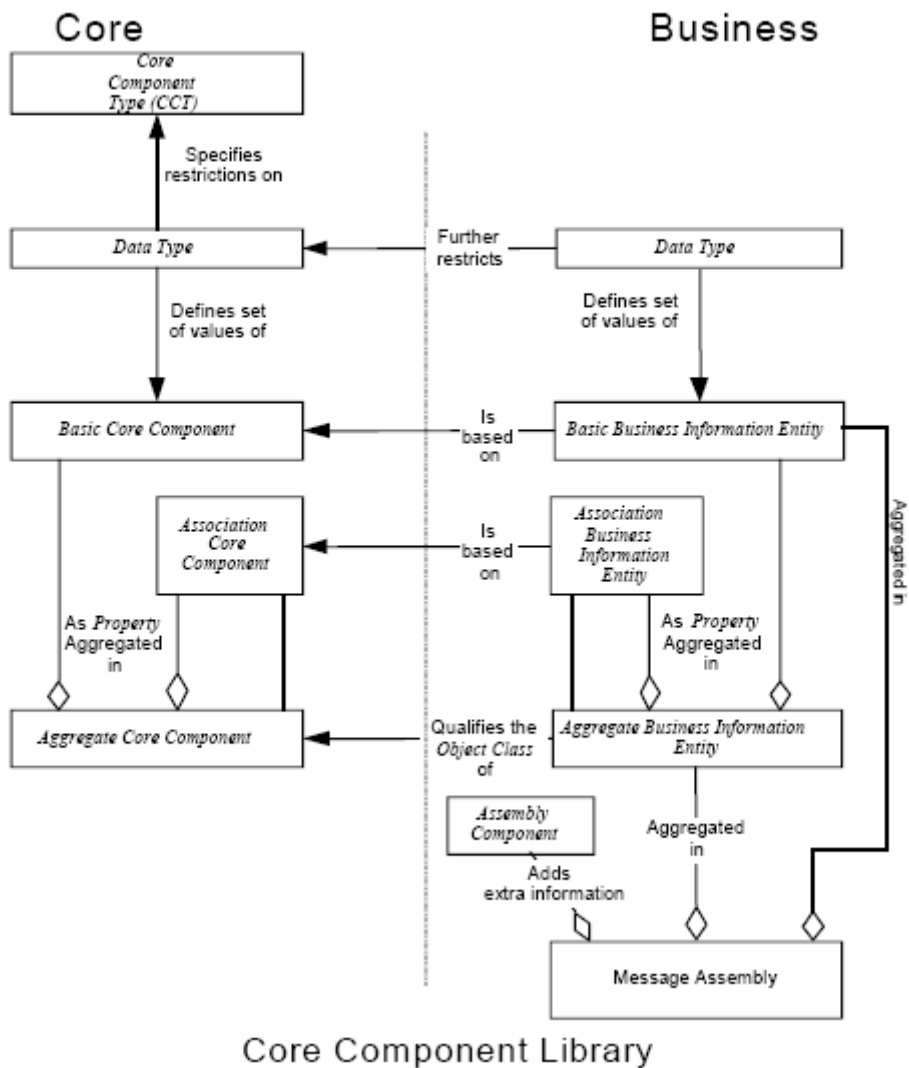 Core
Business
Core
Component
Type (CCT)
Specifies
restrictions on
Data Type
Further
restricts
Data Type
Defines set
of values of
Defines set
of values of
Basic Core Component
Is
based
on
Basic Business Information Entity
Association
Core
Component
Is
based
on
Association
Business
Information
Entity
Aggregated in
As Property
Aggregated
in
As Property
Aggregated
in
Aggregate Core Component
Qualifies the
Object Class
of
Aggregate Business Information
Entity
Assembly
Component
Aggregated
in
Adds
extra information
Message Assembly
Core Component Library